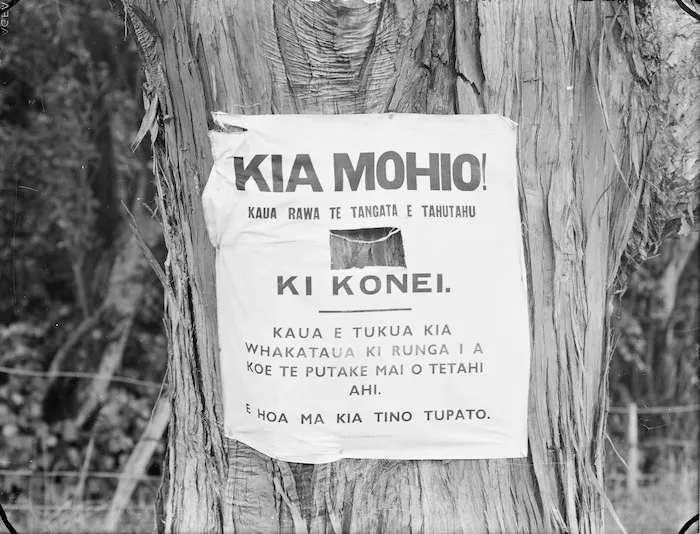 KIA MOHIO!
KAUA RAWA TE TANGATA E TAHUTAHU
KI KONEI.
KAUA E TUKUA KIA
WHAKATAUA KI RUNGA I A
KOE TE PUTAKE MAI O TETAHI
AHI.
E HOA MA KIA TINO TUPATO.
AGFA